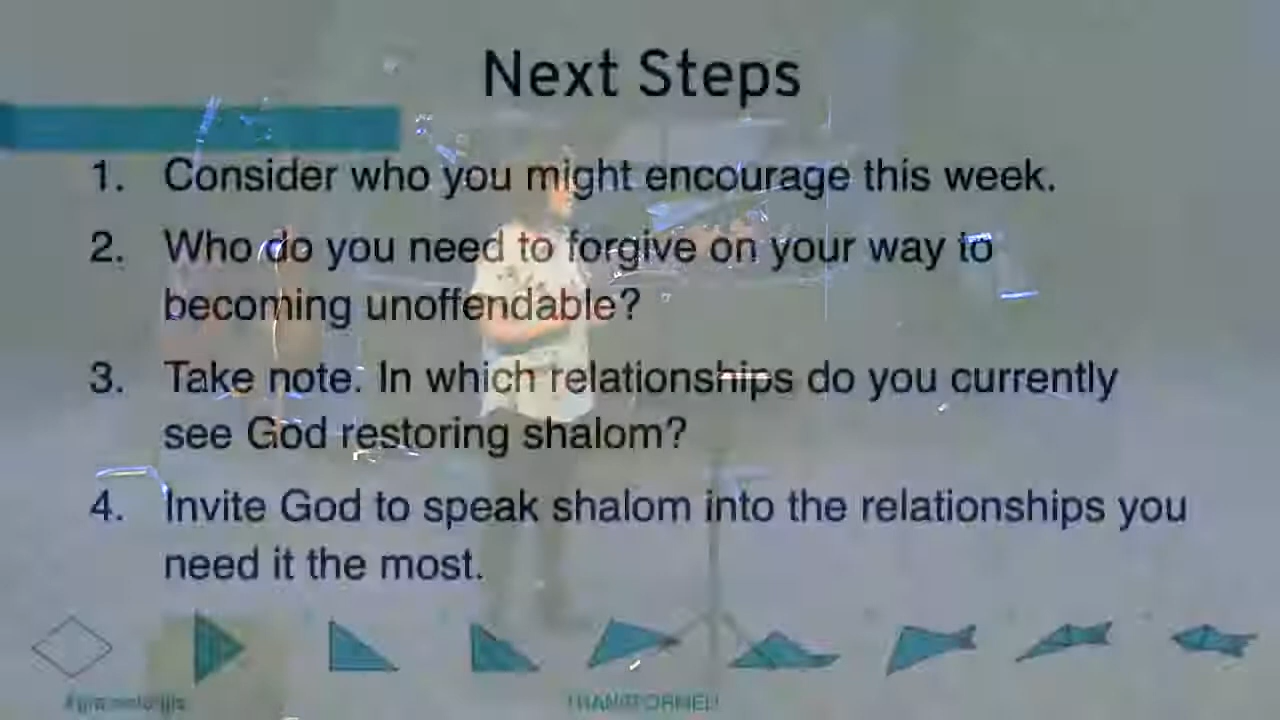 Next Steps
1. Consider who you might encourage this week.
2. Who do you need to forgive on your way to
becoming unoffendable?
3. Take note. In which relationships do you currently
see God restoring shalom?
4. Invite God to speak shalom into the relationships you
need it the most.